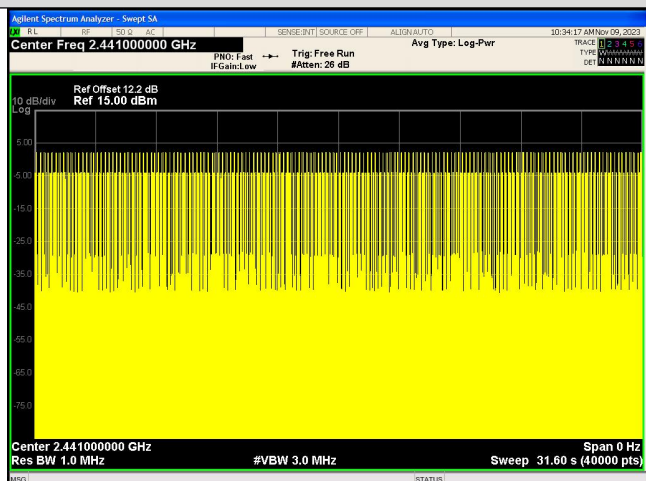 Agilent Spectrum Analyzer - Swept SA
RL RF 50 Ω AC SENSE:INT SOURCE OFF ALIGN AUTO 10:34:17 AM Nov 09, 2023
Center Freq 2.441000000 GHz Avg Type: Log-Pwr TRACE 1 2 3 4 5 6
PNO: Fast Trig: Free Run TYPE
IFGain:Low #Atten: 26 dB DET N N N N N N
Ref Offset 12.2 dB
10 dB/div Ref 15.00 dBm
Log
5.00
-5.00
-15.0
-25.0
-35.0
-45.0
-55.0
-65.0
-75.0
Center 2.441000000 GHz Span 0 Hz
Res BW 1.0 MHz #VBW 3.0 MHz Sweep 31.60 s (40000 pts)
MSG STATUS